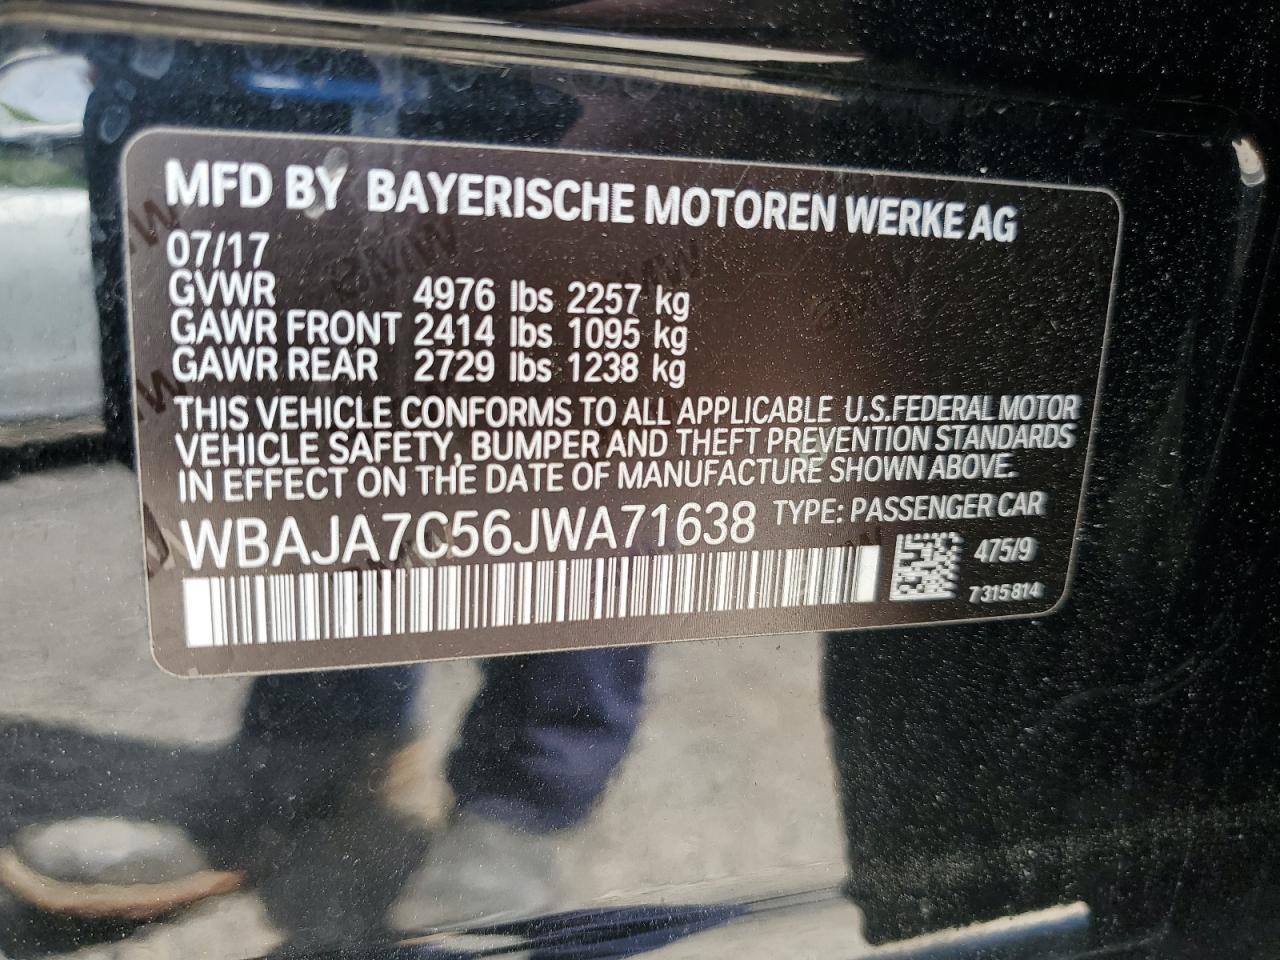 MFD BY BAYERISCHE MOTOREN WERKE AG
07/17
GVWR 4976 lbs 2257 kg
GAWR FRONT 2414 lbs 1095 kg
GAWR REAR 2729 lbs 1238 kg
THIS VEHICLE CONFORMS TO ALL APPLICABLE U.S.FEDERAL MOTOR
VEHICLE SAFETY, BUMPER AND THEFT PREVENTION STANDARDS
IN EFFECT ON THE DATE OF MANUFACTURE SHOWN ABOVE.
WBAJA7C56JWA71638 TYPE: PASSENGER CAR
475/9
7315814